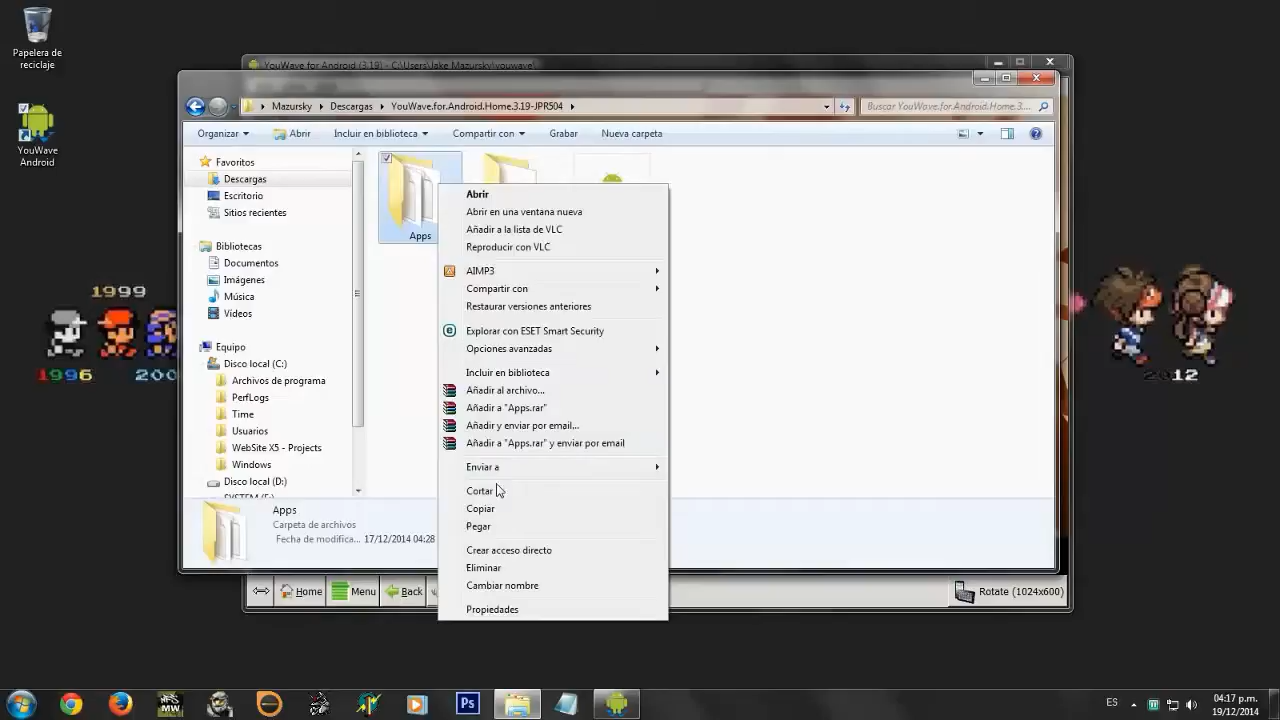 Papelera de
reciclaje
YouWave
Android
YouWave for Android (3.19) - C:\Users\Jake Mazursky\youwave\
Mazursky
Descargas
YouWave.for.Android.Home.3.19-JPR504
Buscar YouWave.for.Android.Home.3....
Organizar
Abrir
Incluir en biblioteca
Compartir con
Grabar
Nueva carpeta
Favoritos
Descargas
Escritorio
Sitios recientes
Bibliotecas
Documentos
Imágenes
Música
Vídeos
Equipo
Disco local (C:)
Archivos de programa
PerfLogs
Time
Usuarios
WebSite X5 - Projects
Windows
Disco local (D:)
SYSTEM (E:)
Apps
Abrir
Abrir en una ventana nueva
Añadir a la lista de VLC
Reproducir con VLC
AIMP3
Compartir con
Restaurar versiones anteriores
Explorar con ESET Smart Security
Opciones avanzadas
Incluir en biblioteca
Añadir al archivo...
Añadir a "Apps.rar"
Añadir y enviar por email...
Añadir a "Apps.rar" y enviar por email
Enviar a
Cortar
Copiar
Pegar
Crear acceso directo
Eliminar
Cambiar nombre
Propiedades
Apps
Carpeta de archivos
Fecha de modifica... 17/12/2014 04:28
Home
Menu
Back
Rotate (1024x600)
1999
1996
200
2012
Ps
MW
ES
04:17 p.m.
19/12/2014